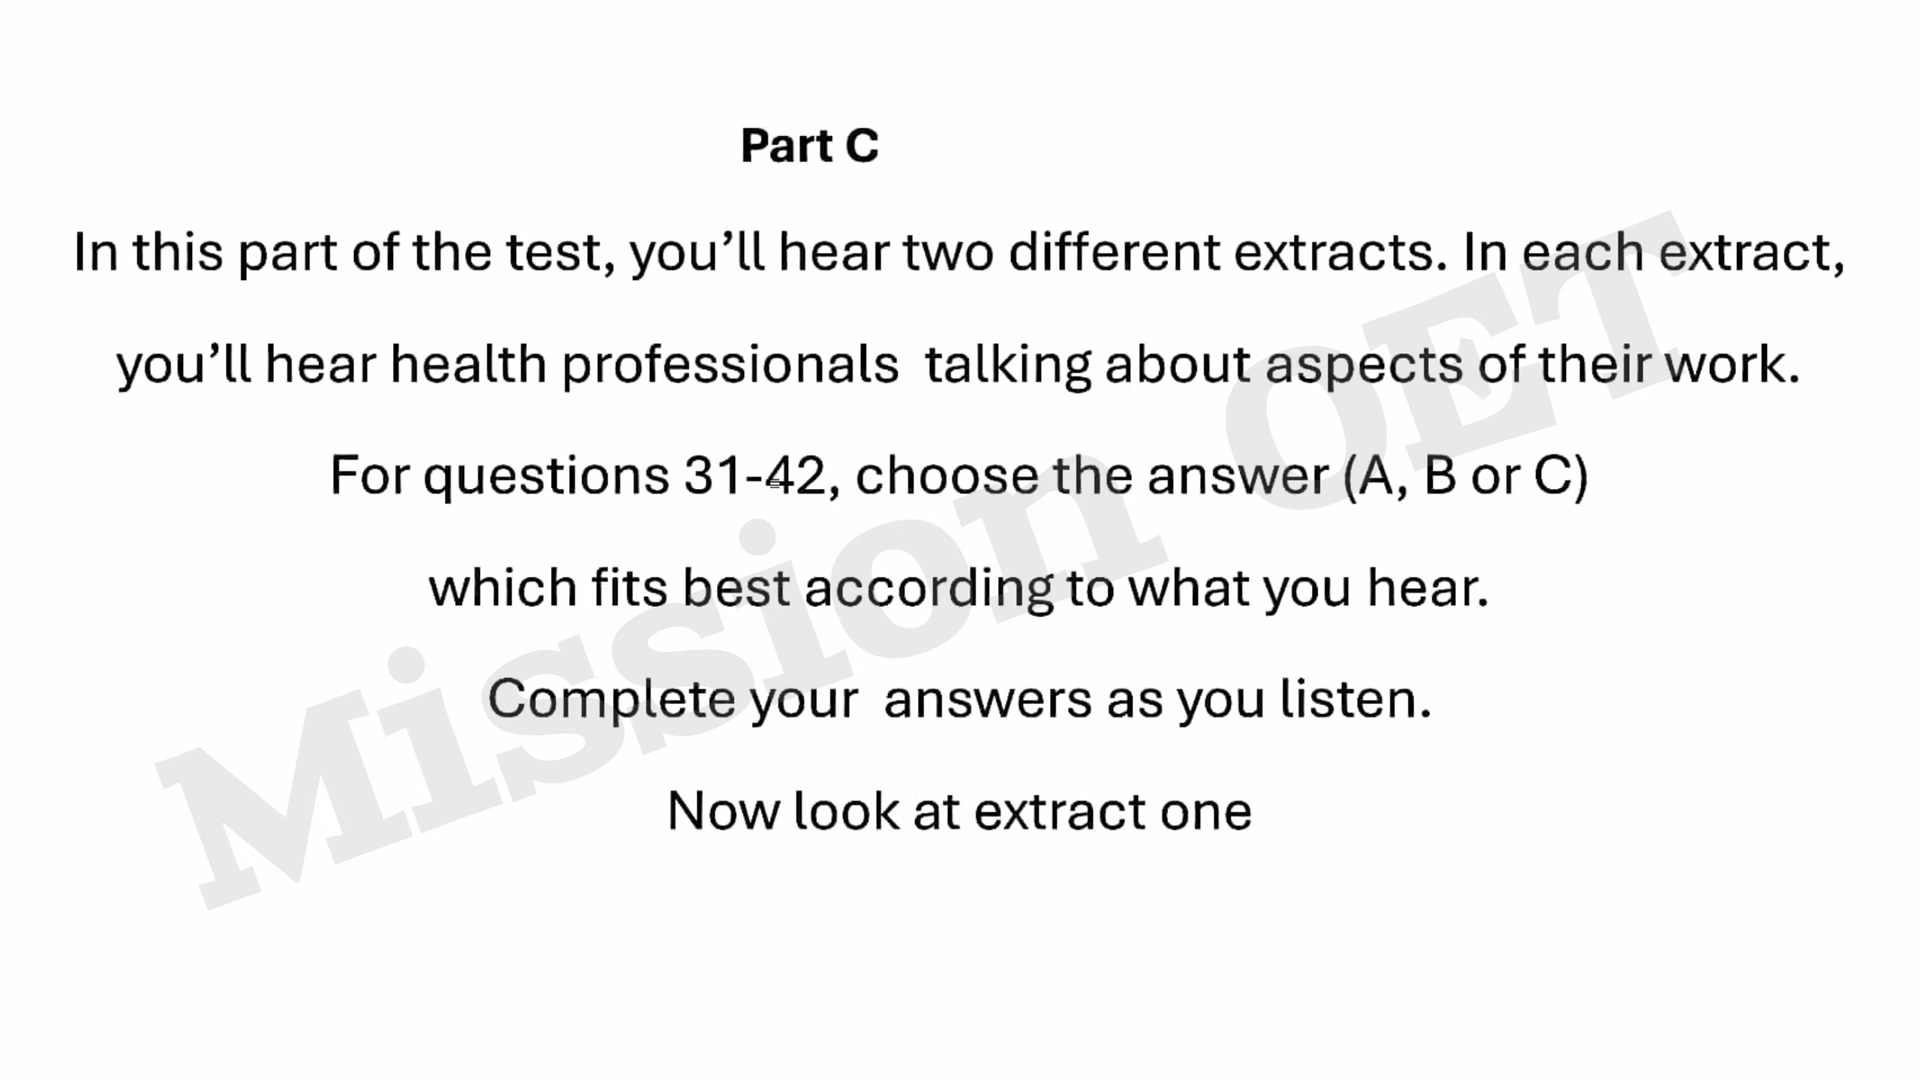 Part C
In this part of the test, you’ll hear two different extracts. In each extract,
you’ll hear health professionals talking about aspects of their work.
For questions 31-42, choose the answer (A, B or C)
which fits best according to what you hear.
Complete your answers as you listen.
Now look at extract one
Mission OET